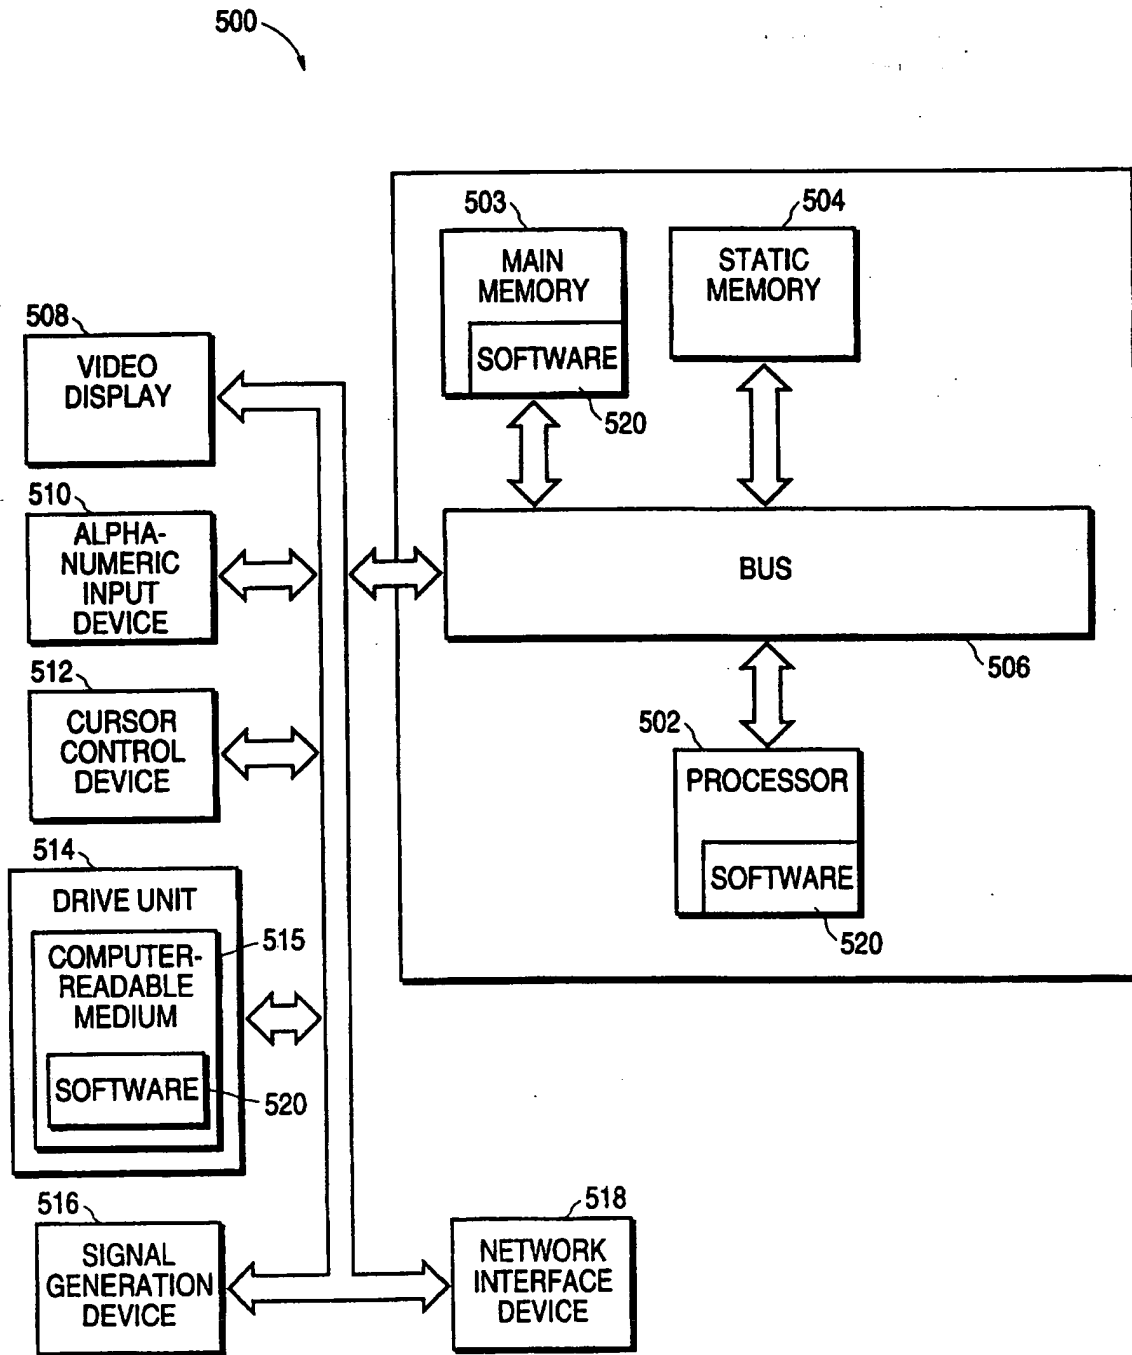 500
503
MAIN
MEMORY
SOFTWARE
520
504
STATIC
MEMORY
508
VIDEO
DISPLAY
510
ALPHA-
NUMERIC
INPUT
DEVICE
BUS
506
512
CURSOR
CONTROL
DEVICE
502
PROCESSOR
SOFTWARE
520
514
DRIVE UNIT
515
COMPUTER-
READABLE
MEDIUM
SOFTWARE
520
516
SIGNAL
GENERATION
DEVICE
518
NETWORK
INTERFACE
DEVICE